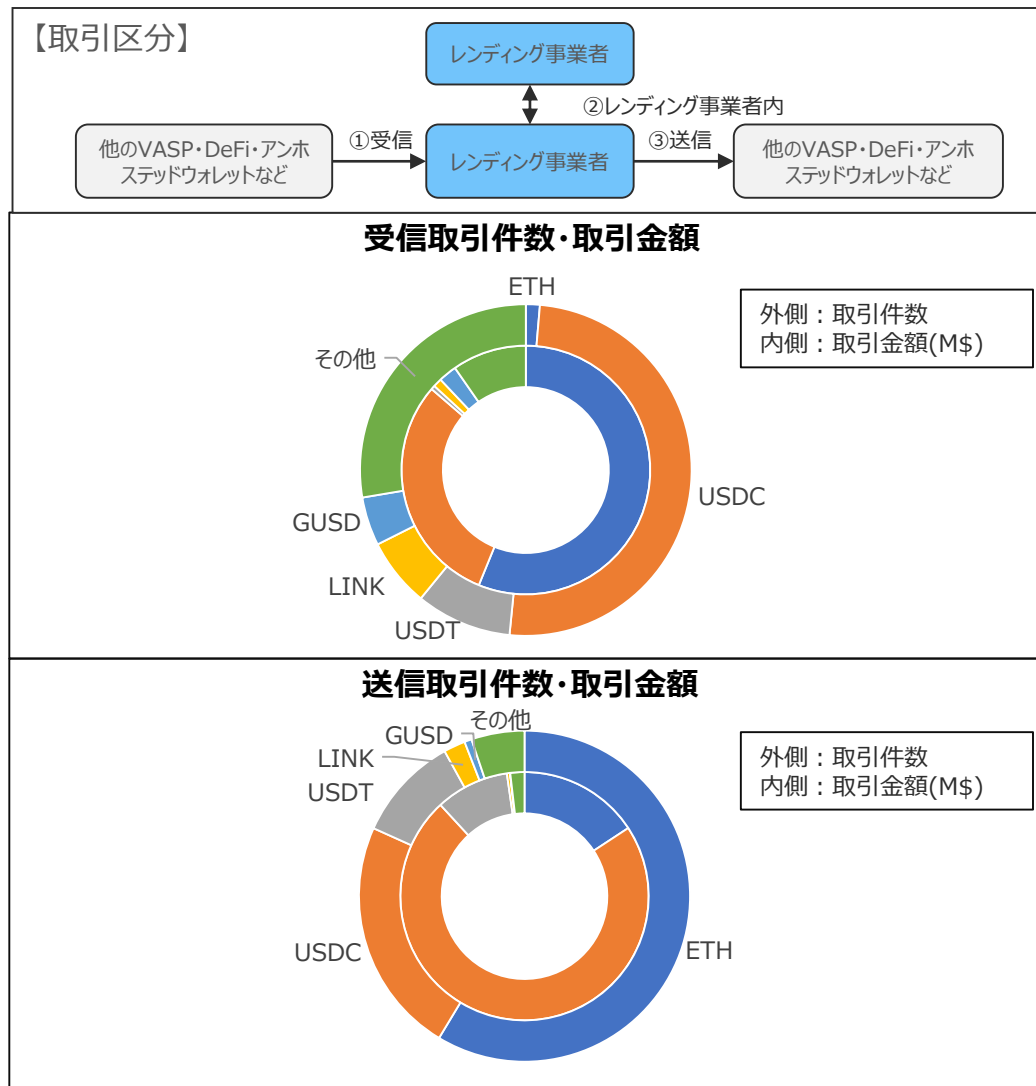 【取引区分】
レンディング事業者
②レンディング事業者内
他のVASP・DeFi・アンホ
ステッドウォレットなど
①受信
レンディング事業者
③送信
他のVASP・DeFi・アンホ
ステッドウォレットなど
受信取引件数・取引金額
ETH
外側：取引件数
内側：取引金額(M$)
その他
USDC
GUSD
LINK
USDT
送信取引件数・取引金額
その他
GUSD
LINK
USDT
外側：取引件数
内側：取引金額(M$)
USDC
ETH